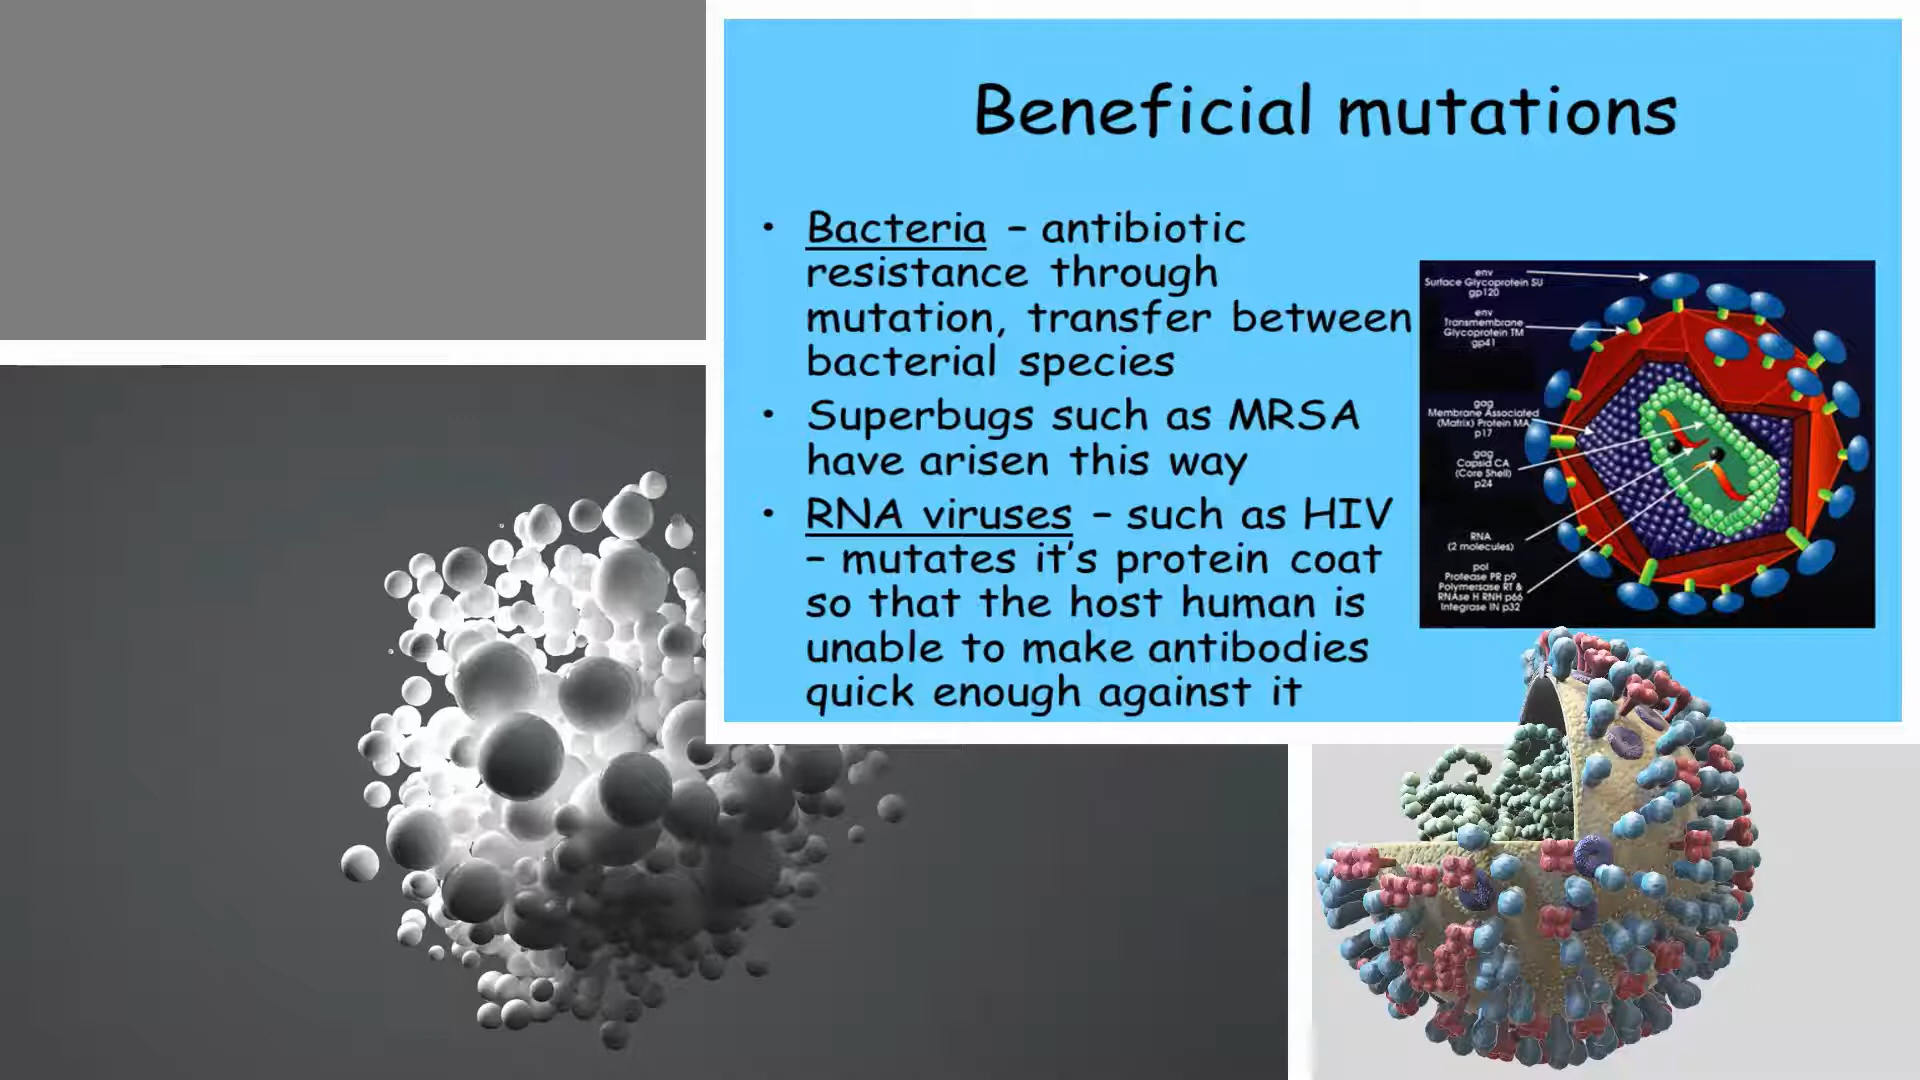 Beneficial mutations
• Bacteria – antibiotic
resistance through
mutation, transfer between
bacterial species
• Superbugs such as MRSA
have arisen this way
• RNA viruses – such as HIV
– mutates it's protein coat
so that the host human is
unable to make antibodies
quick enough against it
env
Surface Glycoprotein SU
gp120
env
Transmembrane
Glycoprotein TM
gp41
gag
Membrane Associated
(Matrix) Protein MA
p17
gag
Capsid CA
(Core Shell)
p24
RNA
(2 molecules)
pol
Protease PR p9
Polymerase RT &
RNAse H RNH p66
Integrase IN p32